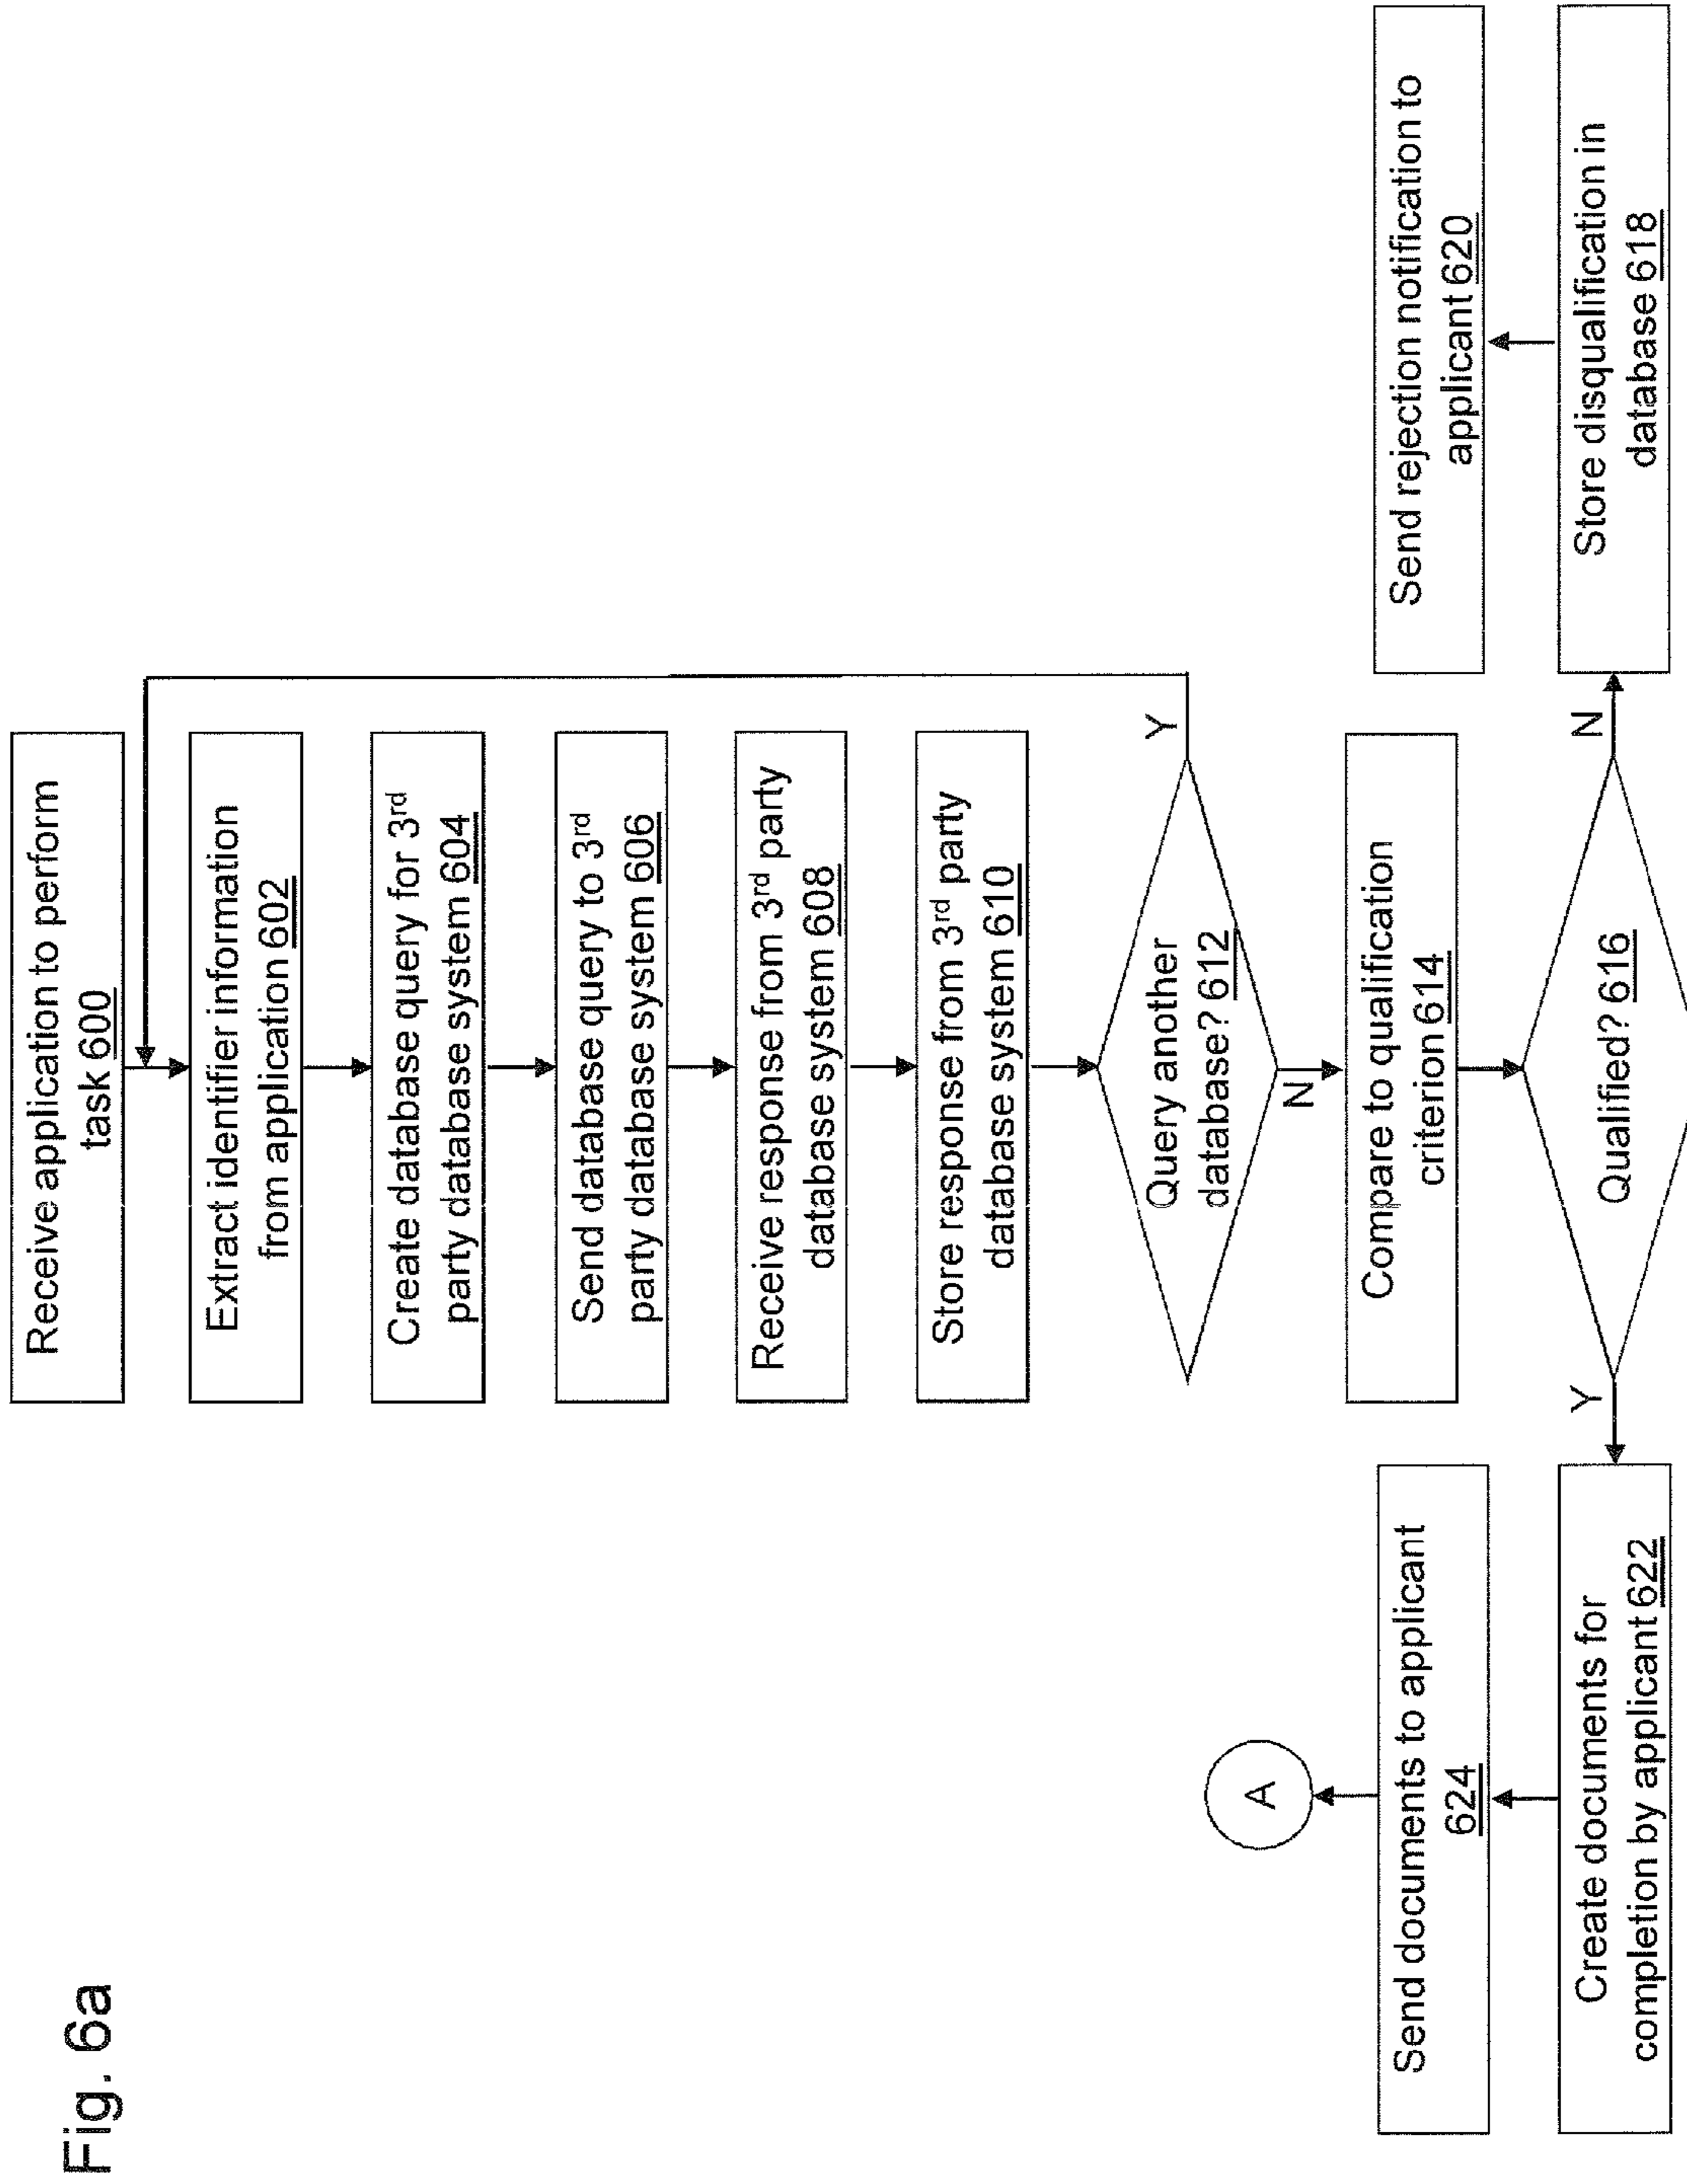 Fig. 6a
Receive application to perform
task 600
Extract identifier information
from application 602
Create database query for 3rd
party database system 604
Send database query to 3rd
party database system 606
Receive response from 3rd party
database system 608
Store response from 3rd party
database system 610
Query another
database? 612
Y
N
Compare to qualification
criterion 614
Qualified? 616
Y
N
Create documents for
completion by applicant 622
Send documents to applicant
624
A
Store disqualification in
database 618
Send rejection notification to
applicant 620